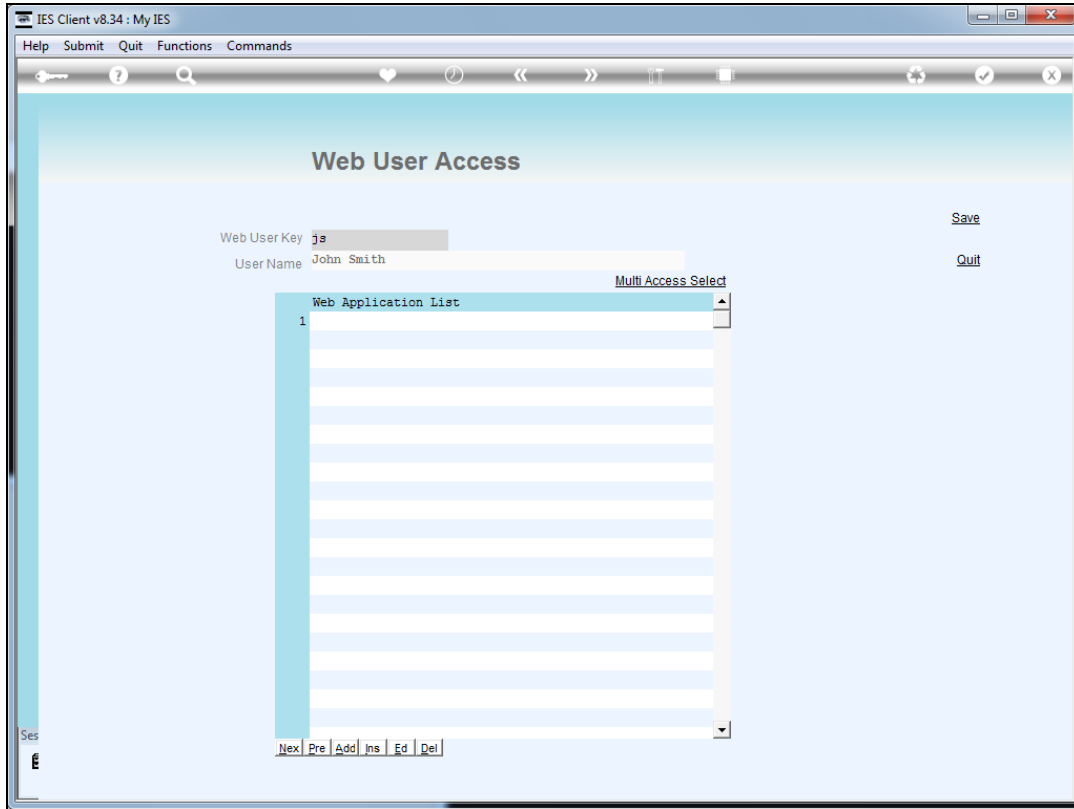 IES Client v8.34 : My IES
Help Submit Quit Functions Commands
Web User Access
Save
Web User Key js
User Name John Smith
Quit
Multi Access Select
Web Application List
1
Ses
Nex Pre Add Ins Ed Del